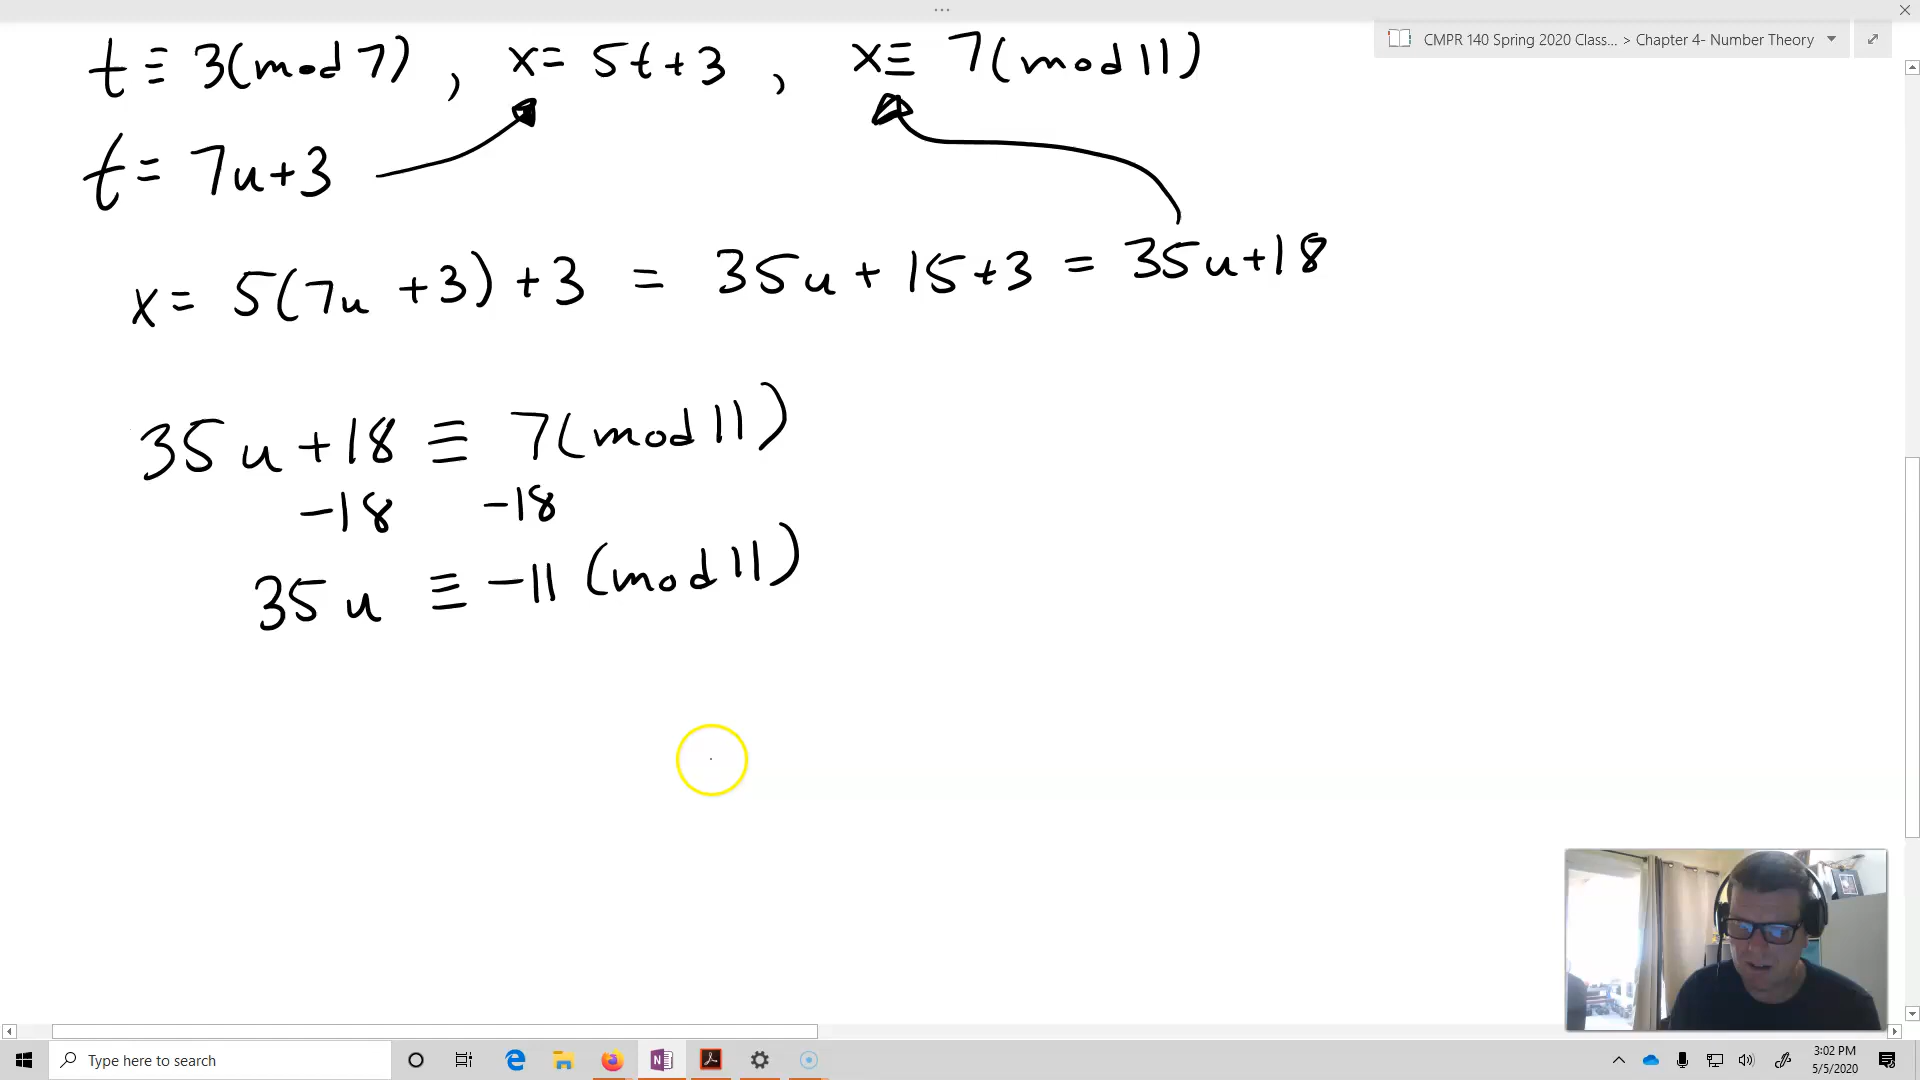 CMPR 140 Spring 2020 Class... > Chapter 4- Number Theory
t ≡ 3(mod 7) , x= 5t+3 , x≡ 7(mod 11)
t= 7u+3
x= 5(7u +3)+3 = 35u+15+3 = 35u+18
35u+18 ≡ 7(mod 11)
-18 -18
35u ≡ -11 (mod 11)
Type here to search
3:02 PM
5/5/2020